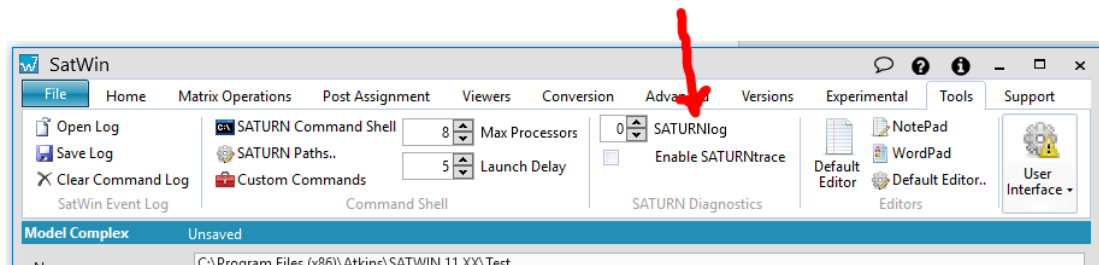 SatWin
File Home Matrix Operations Post Assignment Viewers Conversion Advanced Versions Experimental Tools Support
Open Log
Save Log
Clear Command Log
SatWin Event Log
SATURN Command Shell
SATURN Paths..
Custom Commands
8 Max Processors
5 Launch Delay
Command Shell
0 SATURNlog
Enable SATURNtrace
SATURN Diagnostics
Default
Editor
NotePad
WordPad
Default Editor..
Editors
User
Interface
Model Complex Unsaved
C:\Program Files (x86)\Atkins\SATWIN 11.XX\Test